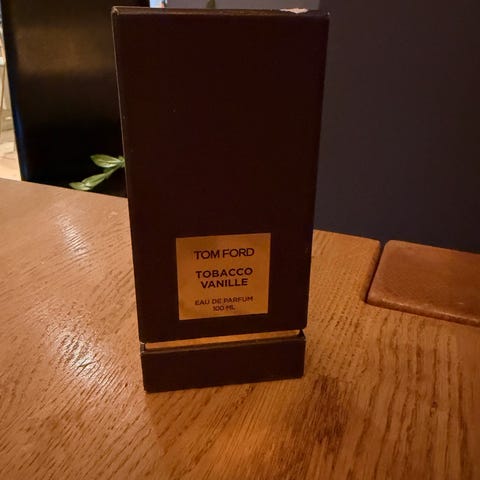 TOM FORD
TOBACCO
VANILLE
EAU DE PARFUM
100 ML